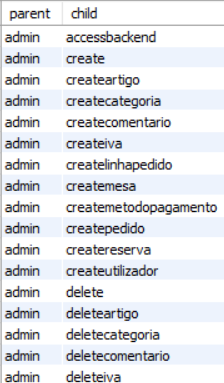 parent child
admin accessbackend
admin create
admin createartigo
admin createcategoria
admin createcomentario
admin createiva
admin createlinhapedido
admin createmesa
admin createmetodopagamento
admin createpedido
admin createreserva
admin createutilizador
admin delete
admin deleteartigo
admin deletecategoria
admin deletecomentario
admin deleteiva